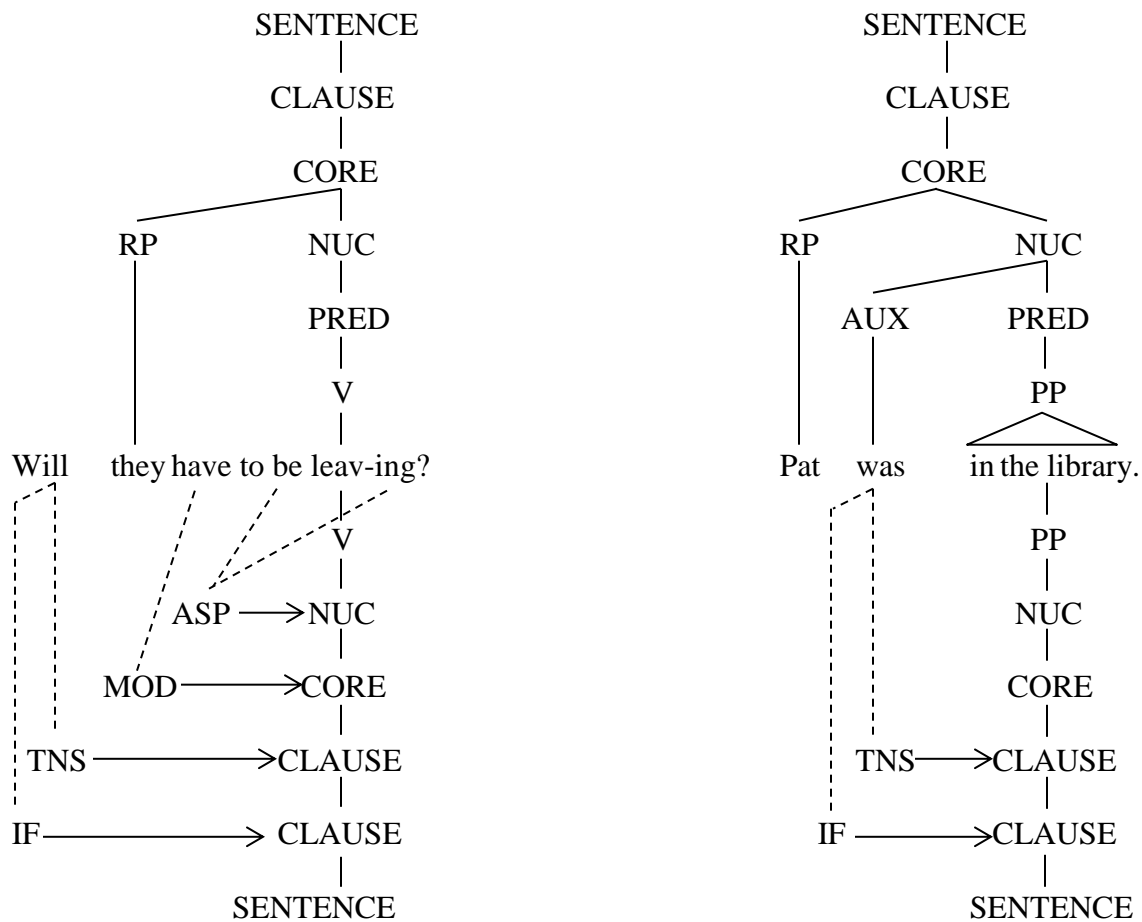 SENTENCE SENTENCE
CLAUSE CLAUSE
CORE CORE
RP NUC RP NUC
PRED AUX PRED
V PP
Will they have to be leav-ing? Pat was in the library.
V PP
ASP NUC NUC
MOD CORE CORE
TNS CLAUSE TNS CLAUSE
IF CLAUSE IF CLAUSE
SENTENCE SENTENCE